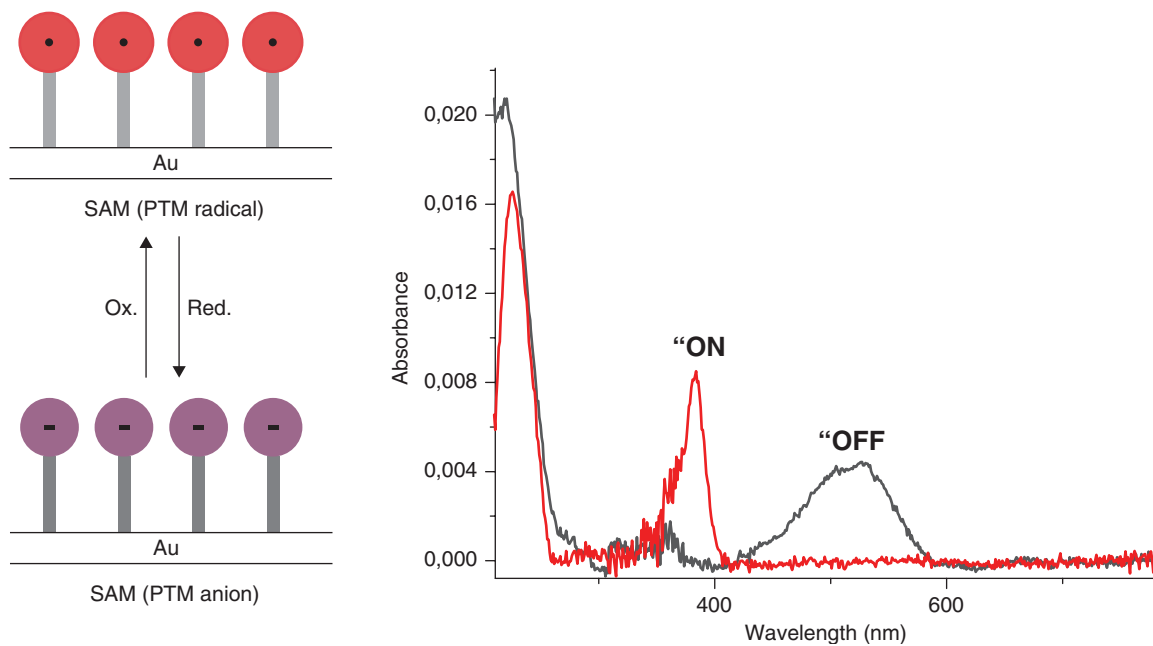 Au
SAM (PTM radical)
Ox.
Red.
Au
SAM (PTM anion)
Absorbance
0,020
0,016
0,012
0,008
0,004
0,000
“ON
“OFF
400
600
Wavelength (nm)